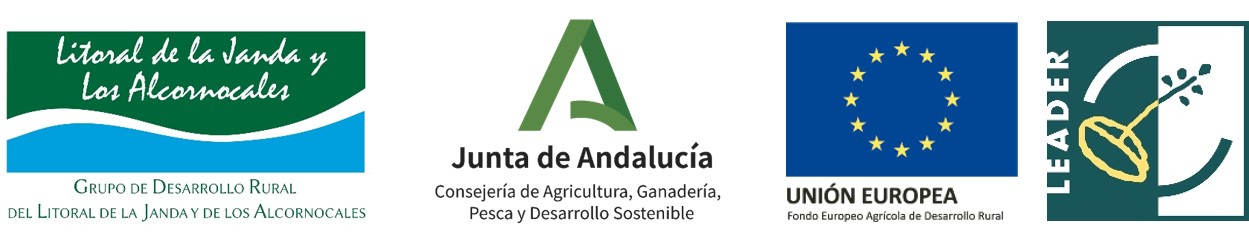 Litoral de la Janda y
Los Alcornocales
GRUPO DE DESARROLLO RURAL
DEL LITORAL DE LA JANDA Y DE LOS ALCORNOCALES
Junta de Andalucía
Consejería de Agricultura, Ganadería,
Pesca y Desarrollo Sostenible
UNIÓN EUROPEA
Fondo Europeo Agrícola de Desarrollo Rural
LEADER